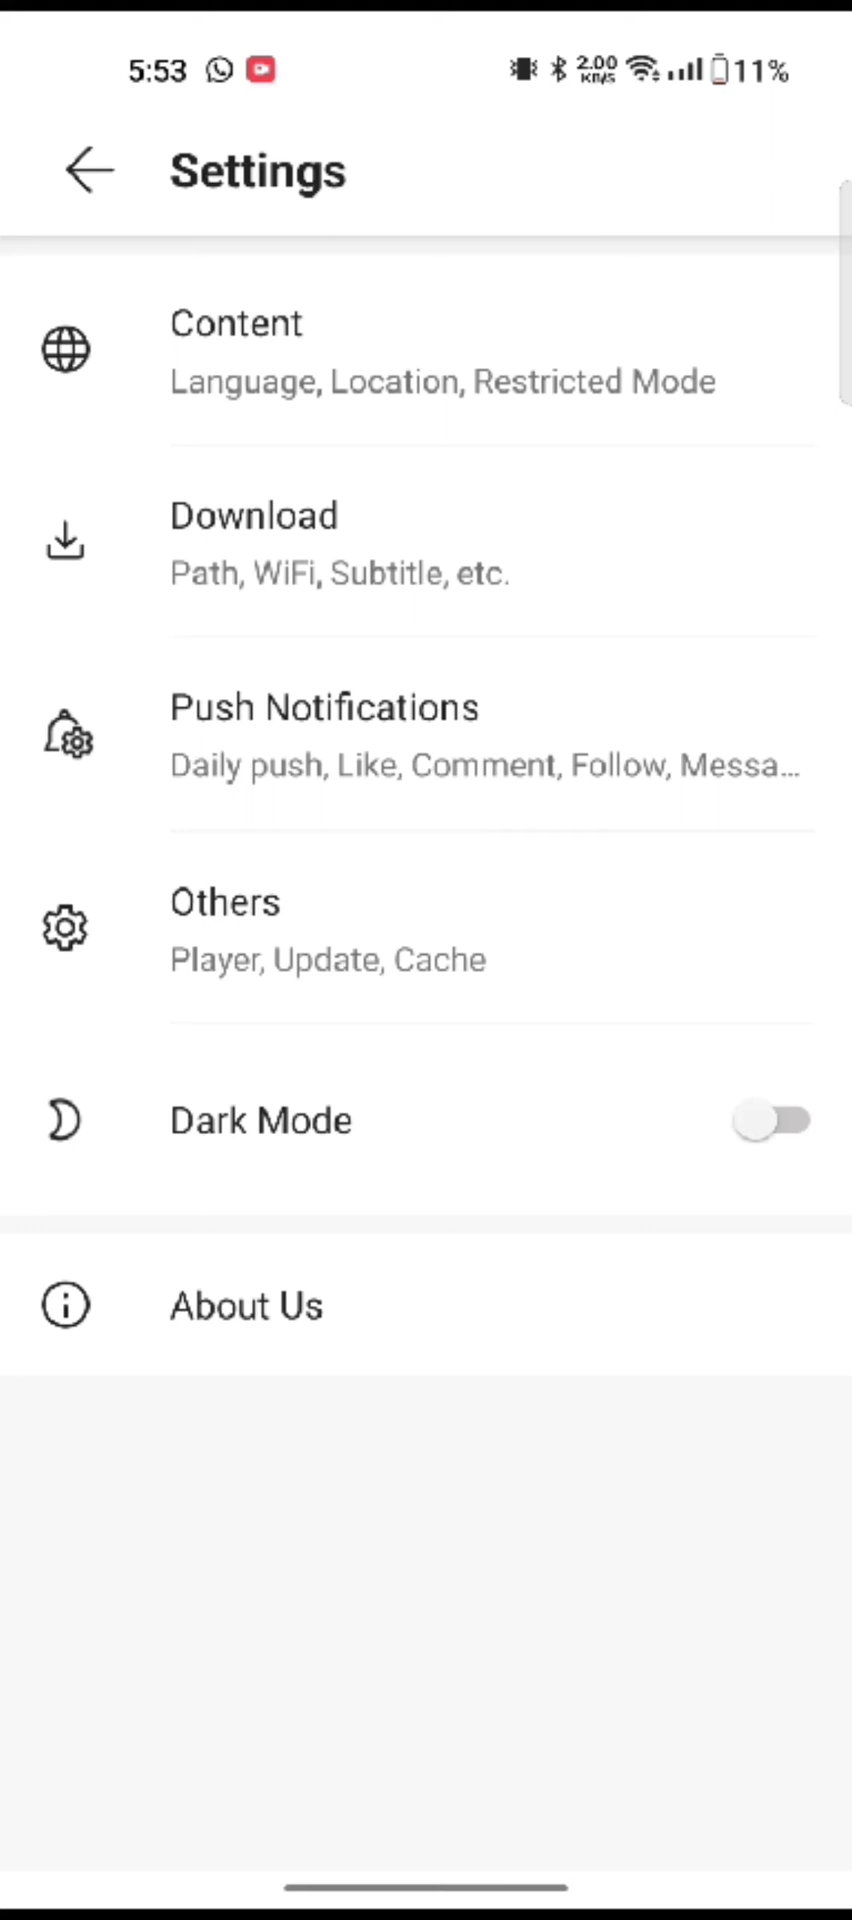 5:53 2.00 KB/S 11%
Settings
Content
Language, Location, Restricted Mode
Download
Path, WiFi, Subtitle, etc.
Push Notifications
Daily push, Like, Comment, Follow, Messa...
Others
Player, Update, Cache
Dark Mode
About Us